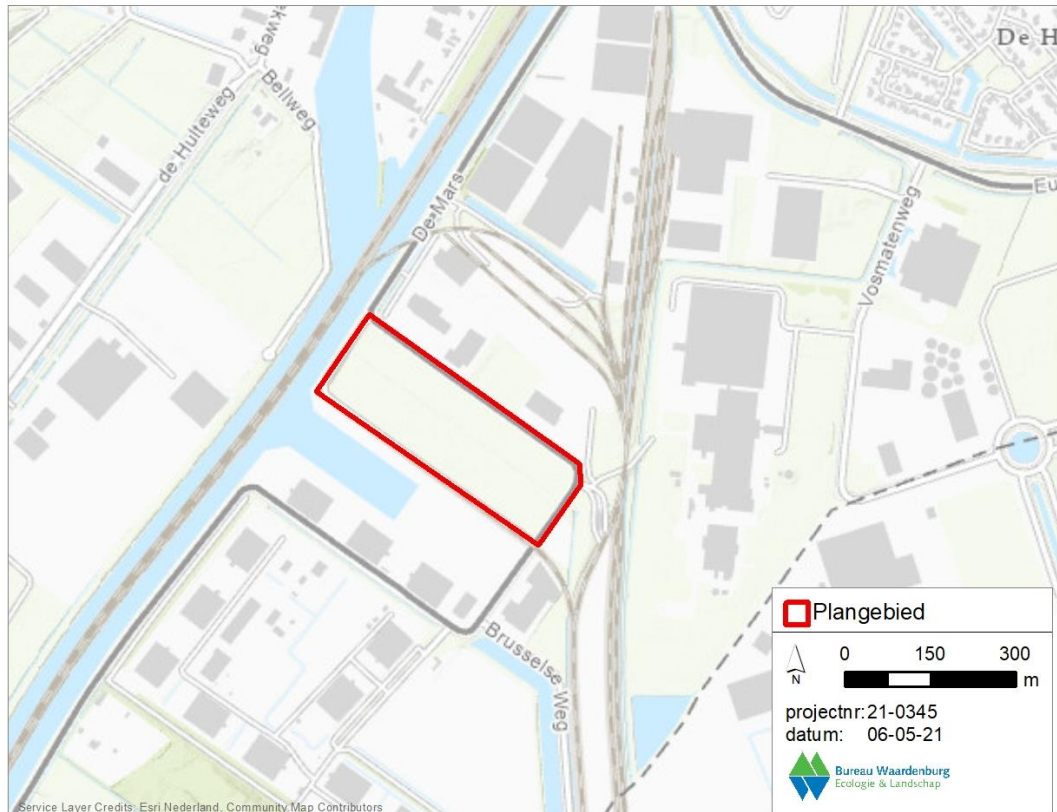 ekweg
Bellweg
de Hulteweg
De Mars
De H
Eu
Vosmatenweg
Brusselse Weg
Plangebied
N
0 150 300
m
projectnr: 21-0345
datum: 06-05-21
Bureau Waardenburg
Ecologie & Landschap
Service Layer Credits: Esri Nederland, Community Map Contributors